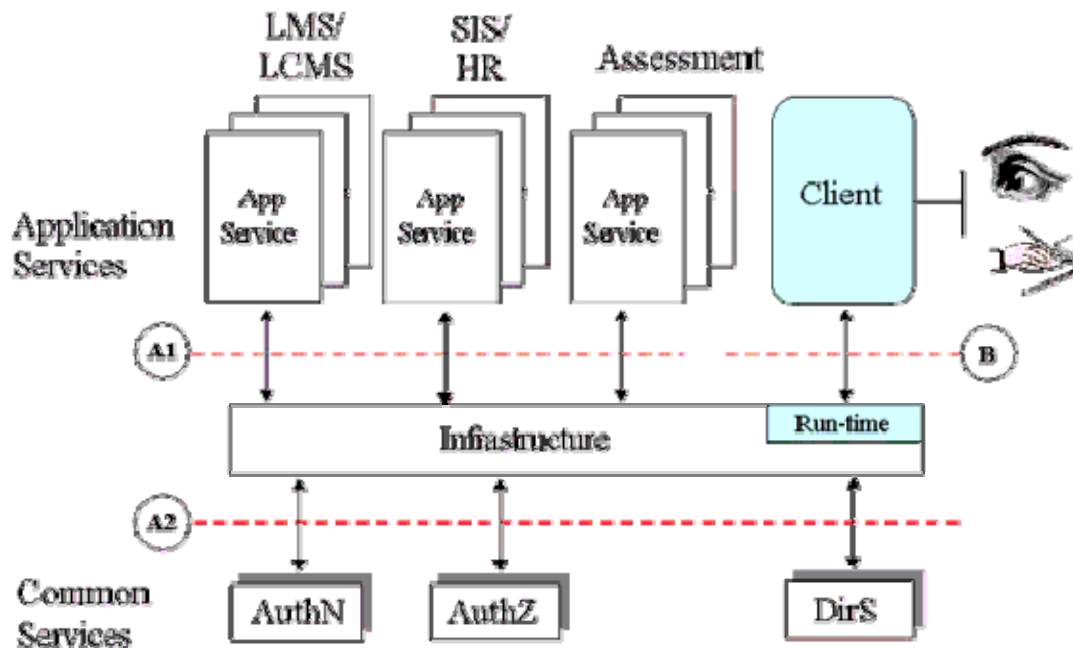 LMS/
LCMS
SIS/
HR
Assessment
App
Service
App
Service
App
Service
Client
Application
Services
A1
B
Run-time
Infrastructure
A2
Common
Services
AuthN
AuthZ
DirS